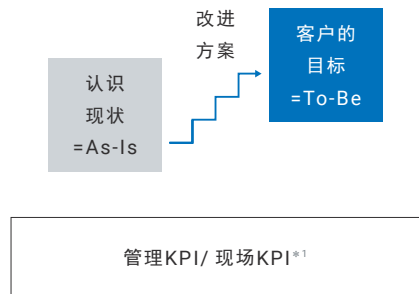 改进
方案
客户的
目标
=To-Be
认识
现状
=As-Is
管理KPI/ 现场KPI*1